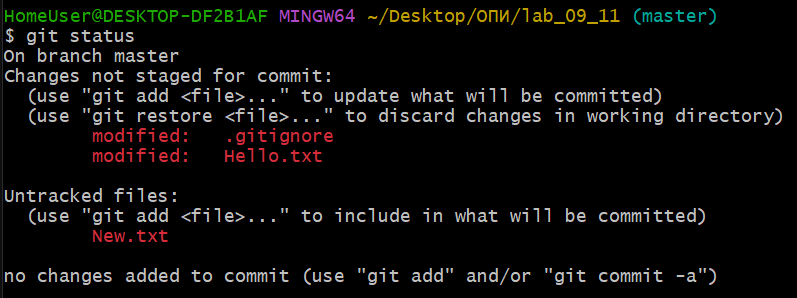 HomeUser@DESKTOP-DF2B1AF MINGW64 ~/Desktop/ОПИ/lab_09_11 (master)
$ git status
On branch master
Changes not staged for commit:
  (use "git add <file>..." to update what will be committed)
  (use "git restore <file>..." to discard changes in working directory)
        modified:   .gitignore
        modified:   Hello.txt

Untracked files:
  (use "git add <file>..." to include in what will be committed)
        New.txt

no changes added to commit (use "git add" and/or "git commit -a")